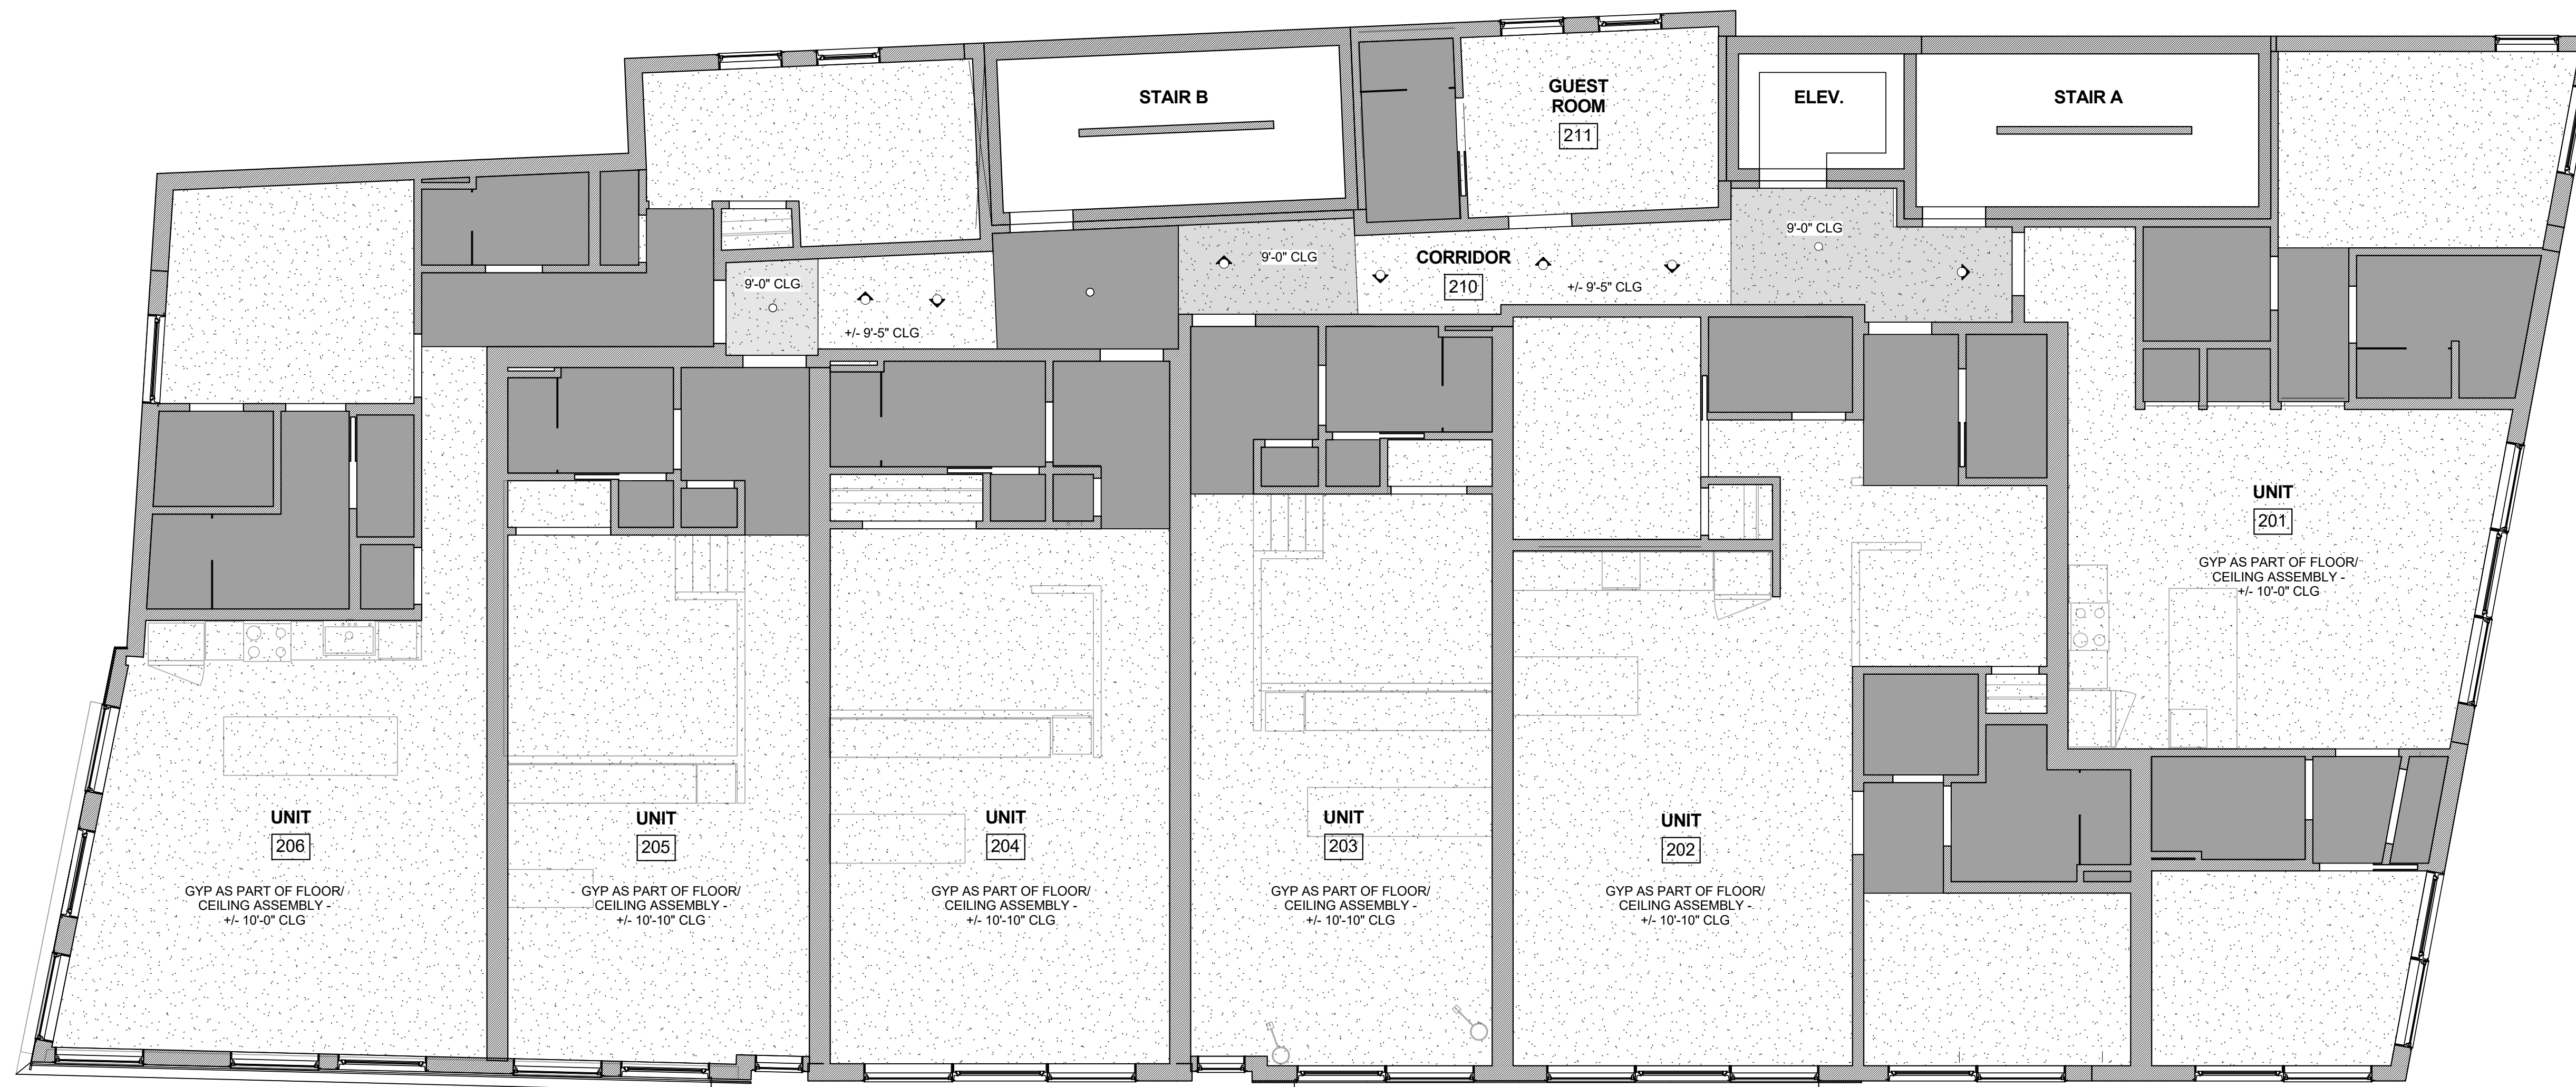 STAIR B
GUEST
ROOM
211
ELEV.
STAIR A
9'-0" CLG
9'-0" CLG
CORRIDOR
210
+/- 9'-5" CLG
9'-0" CLG
+/- 9'-5" CLG
UNIT
201
GYP AS PART OF FLOOR/
CEILING ASSEMBLY -
+/- 10'-0" CLG
UNIT
206
GYP AS PART OF FLOOR/
CEILING ASSEMBLY -
+/- 10'-0" CLG
UNIT
205
GYP AS PART OF FLOOR/
CEILING ASSEMBLY -
+/- 10'-10" CLG
UNIT
204
GYP AS PART OF FLOOR/
CEILING ASSEMBLY -
+/- 10'-10" CLG
UNIT
203
GYP AS PART OF FLOOR/
CEILING ASSEMBLY -
+/- 10'-10" CLG
UNIT
202
GYP AS PART OF FLOOR/
CEILING ASSEMBLY -
+/- 10'-10" CLG